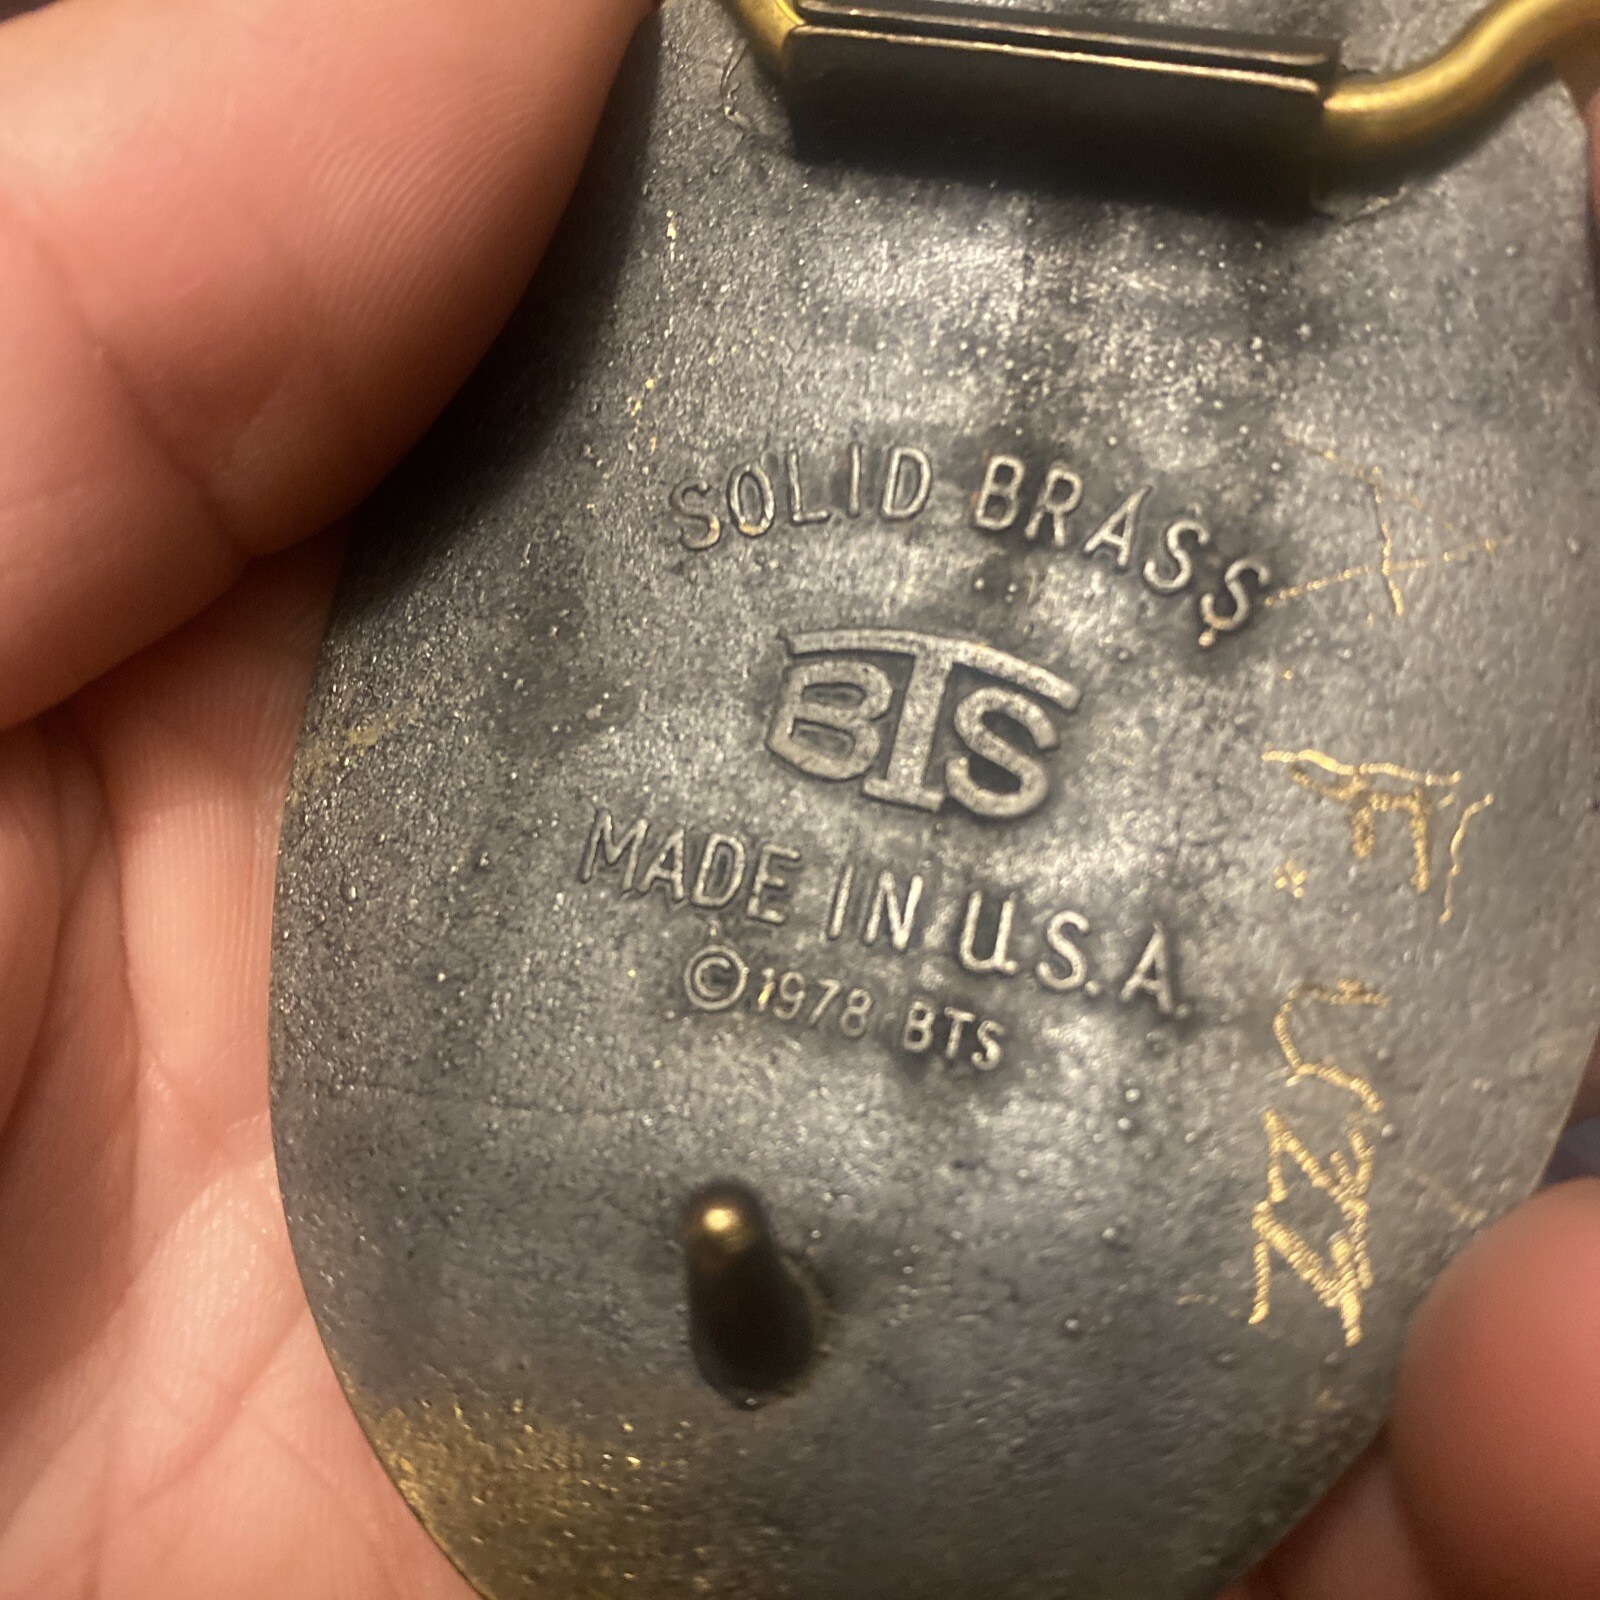 SOLID BRASS
BTS
MADE IN U.S.A.
©1978 BTS